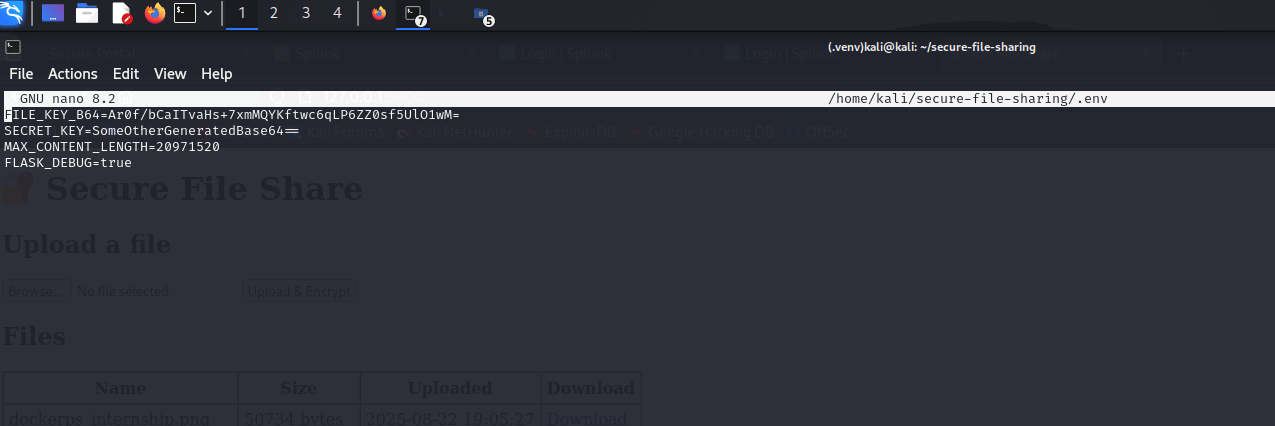 1 2 3 4 7 5
(.venv)kali@kali: ~/secure-file-sharing
Secure Portal Splunk Login | Splunk Login | Splunk
File Actions Edit View Help
GNU nano 8.2 /home/kali/secure-file-sharing/.env
FILE_KEY_B64=Ar0f/bCaITvaHs+7xmMQYKftwc6qLP6ZZ0sf5UlO1wM=
SECRET_KEY=SomeOtherGeneratedBase64==
Kali Forums Kali NetHunter Exploit-DB Google Hacking DB OffSec
MAX_CONTENT_LENGTH=20971520
FLASK_DEBUG=true
Secure File Share
Upload a file
Browse... No file selected. Upload & Encrypt
Files
Name Size Uploaded Download
dockerps_internship.png 50734 bytes 2025-08-22 19:05:27 Download